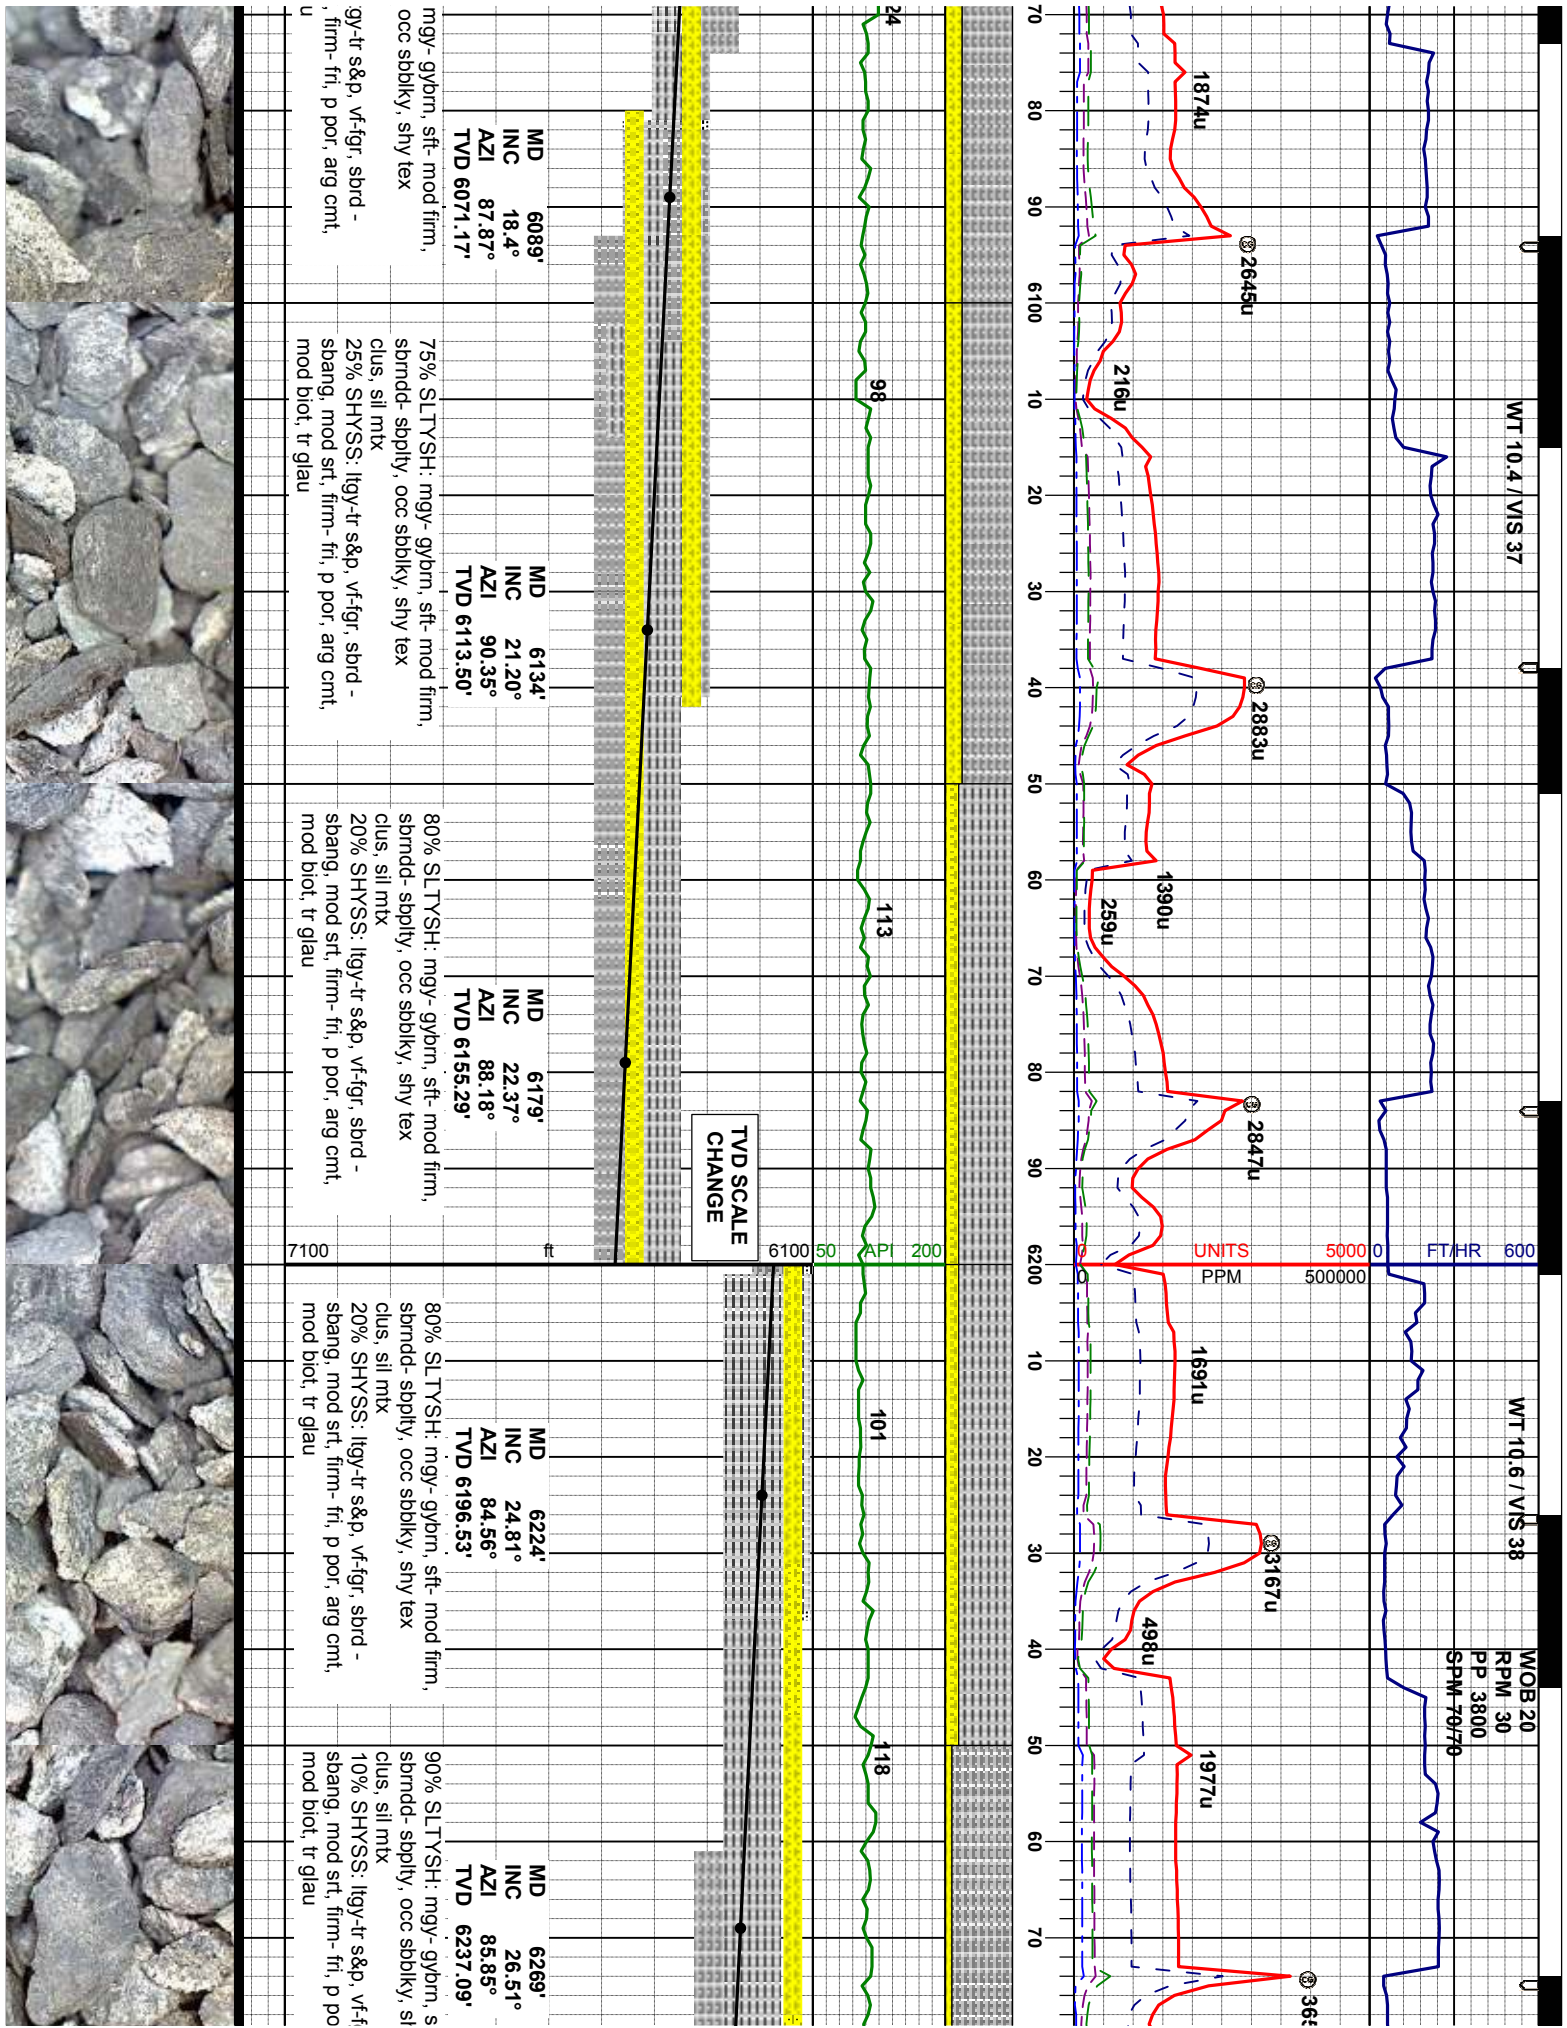 WT 10.4 / VIS 37
WT 10.6 / VIS 38
WOB 20
RPM 30
PP 3800
SPM 70/70
0 FT/HR 600
1874u
2645u
216u
2883u
1390u
259u
2847u
0 UNITS 5000
0 PPM 500000
1691u
3167u
498u
1977u
70
80
90
6100
10
20
30
40
50
60
70
80
90
6200
10
20
30
40
50
60
70
24
98
113
50 API 200
101
118
TVD SCALE
CHANGE
7100 ft 6100
MD 6089'
INC 18.4°
AZI 87.87°
TVD 6071.17'
MD 6134'
INC 21.20°
AZI 90.35°
TVD 6113.50'
MD 6179'
INC 22.37°
AZI 88.18°
TVD 6155.29'
MD 6224'
INC 24.81°
AZI 84.56°
TVD 6196.53'
MD 6269'
INC 26.51°
AZI 85.85°
TVD 6237.09'
mgy- gybrn, sft- mod firm,
occ sbblky, shy tex
gy-tr s&p, vf-fgr, sbrd -
, firm- fri, p por, arg cmt,
u
75% SLTYSH: mgy- gybrn, sft- mod firm,
sbrndd- sbplty, occ sbblky, shy tex
clus, sil mtx
25% SHYSS: ltgy-tr s&p, vf-fgr, sbrd -
sbang, mod srt, firm- fri, p por, arg cmt,
mod biot, tr glau
80% SLTYSH: mgy- gybrn, sft- mod firm,
sbrndd- sbplty, occ sbblky, shy tex
clus, sil mtx
20% SHYSS: ltgy-tr s&p, vf-fgr, sbrd -
sbang, mod srt, firm- fri, p por, arg cmt,
mod biot, tr glau
80% SLTYSH: mgy- gybrn, sft- mod firm,
sbrndd- sbplty, occ sbblky, shy tex
clus, sil mtx
20% SHYSS: ltgy-tr s&p, vf-fgr, sbrd -
sbang, mod srt, firm- fri, p por, arg cmt,
mod biot, tr glau
90% SLTYSH: mgy- gybrn, s
sbrndd- sbplty, occ sbblky, sh
clus, sil mtx
10% SHYSS: ltgy-tr s&p, vf-f
sbang, mod srt, firm- fri, p po
mod biot, tr glau